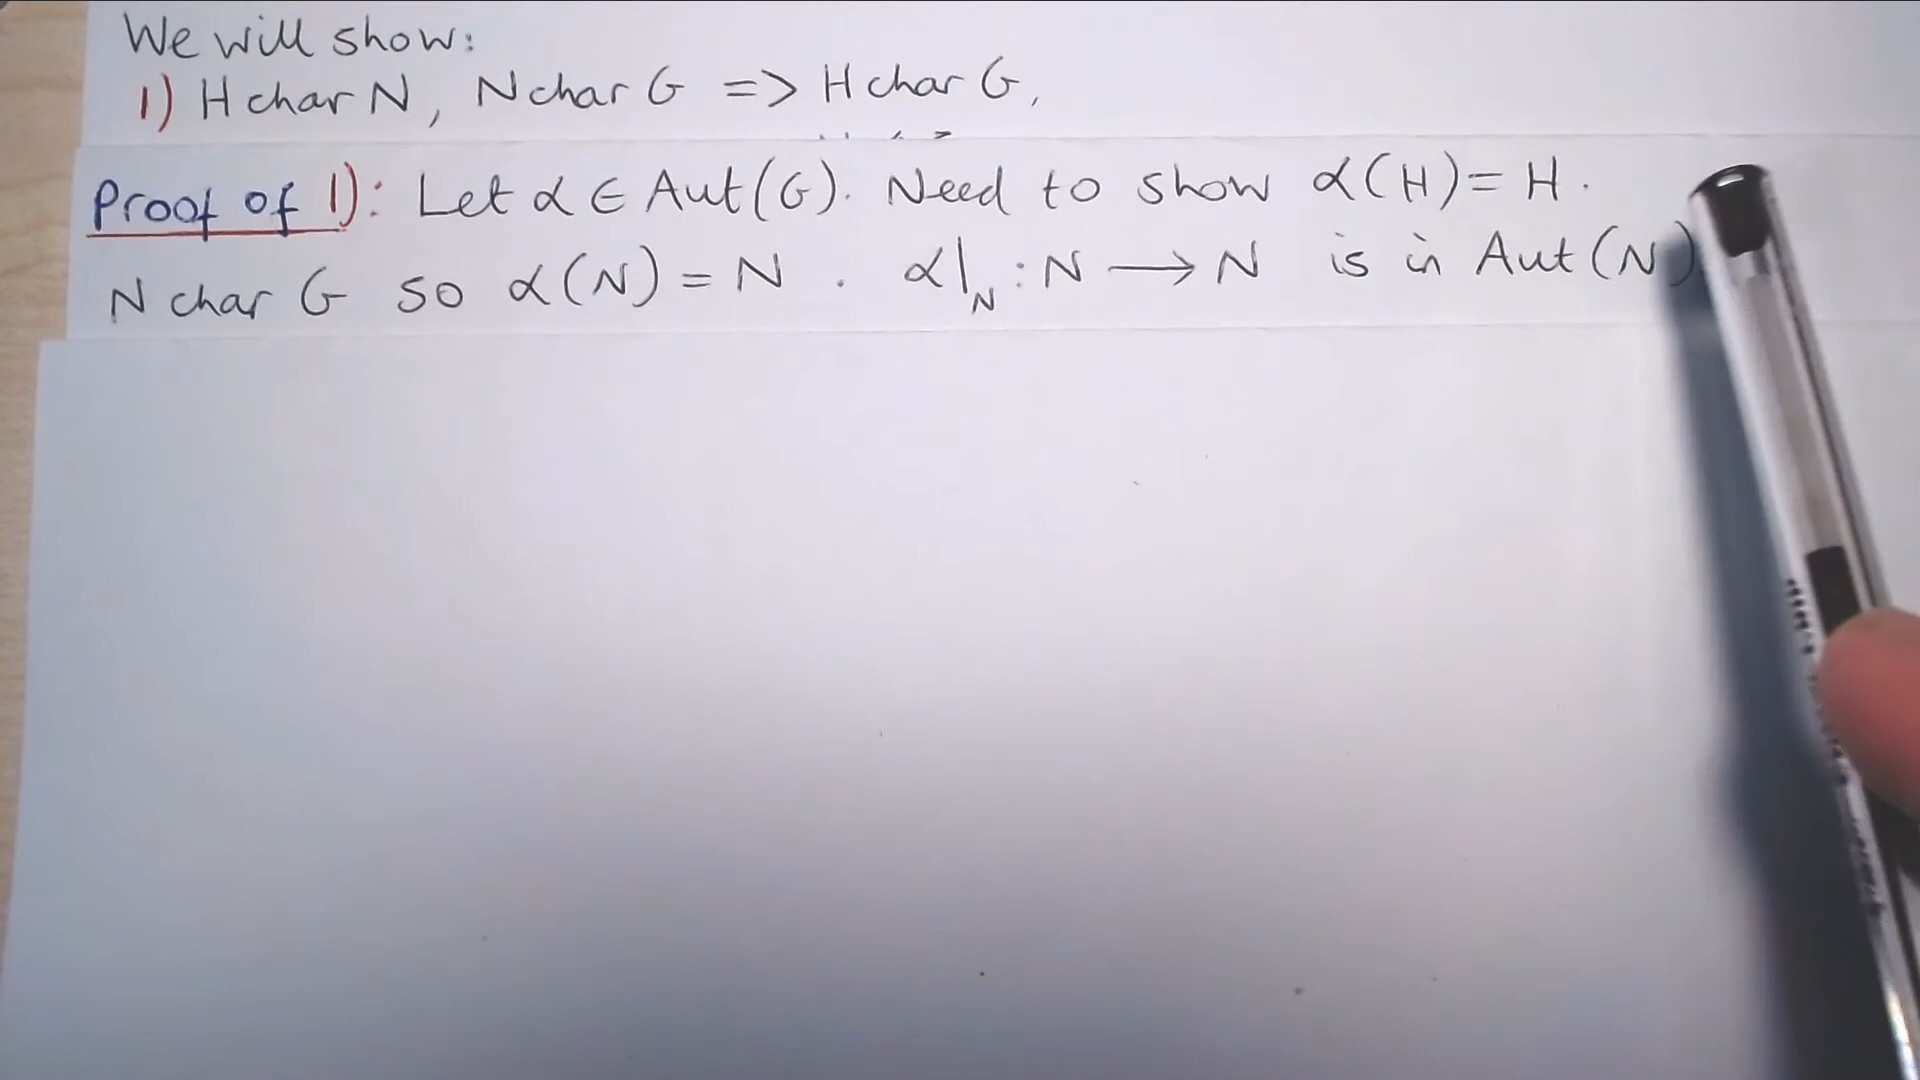 We will show:
1) H char N, N char G => H char G,
Proof of 1): Let α ∈ Aut(G). Need to show α(H) = H.
N char G so α(N) = N . α|_N : N ⟶ N is in Aut(N)